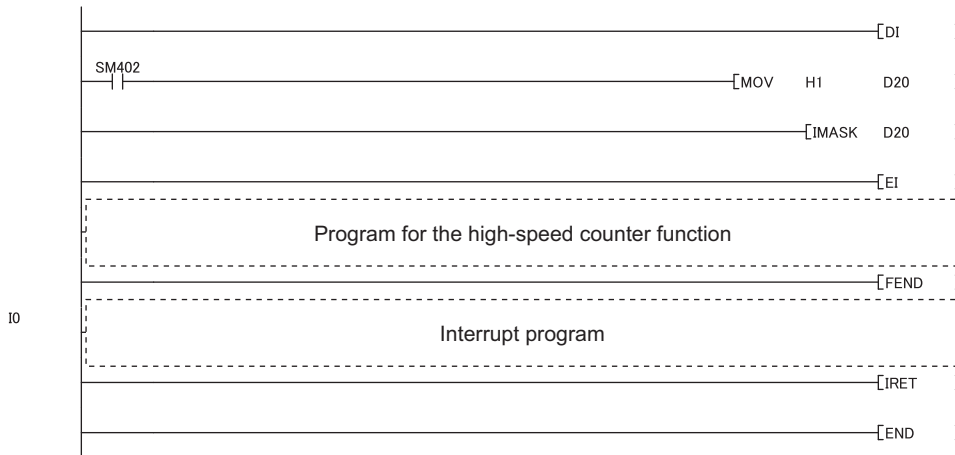 [DI
SM402
[MOV H1 D20
[IMASK D20
[EI
Program for the high-speed counter function
[FEND
I0
Interrupt program
[IRET
[END